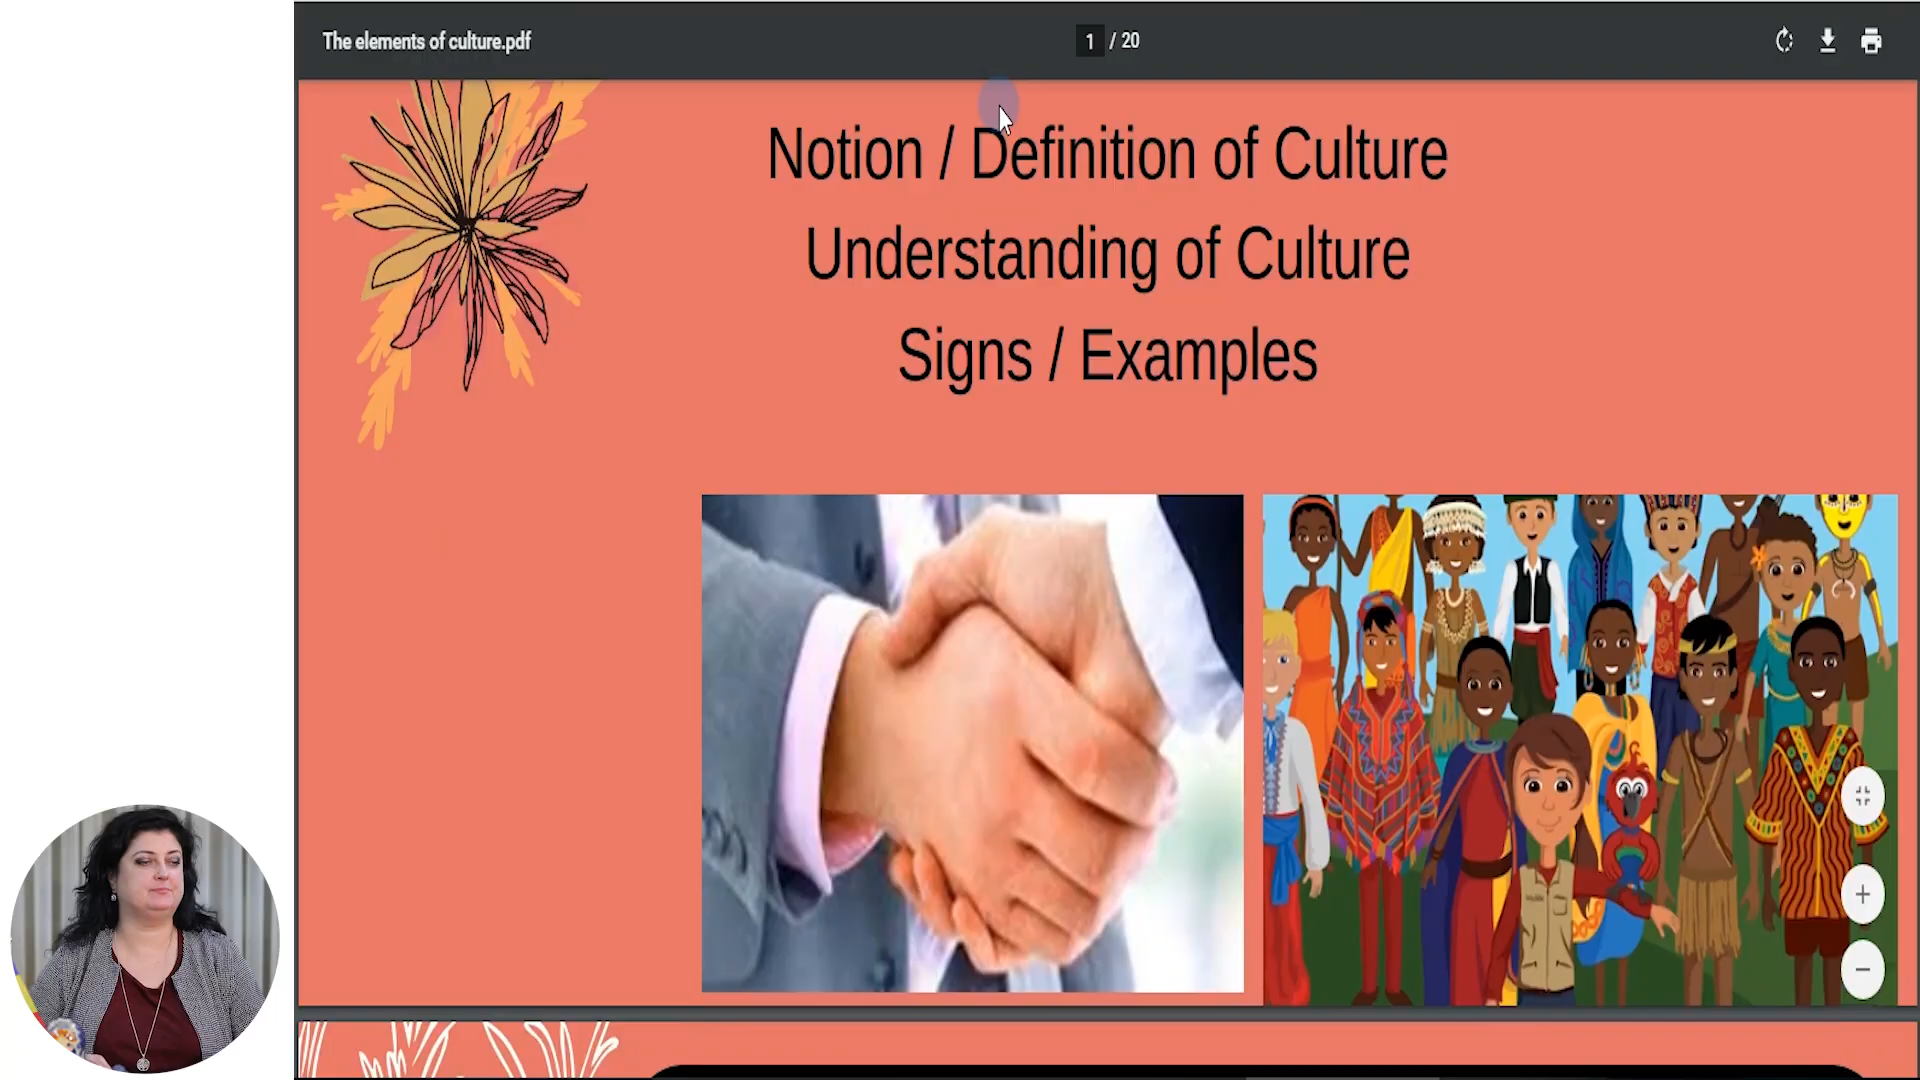 The elements of culture.pdf
1 / 20
Notion / Definition of Culture
Understanding of Culture
Signs / Examples